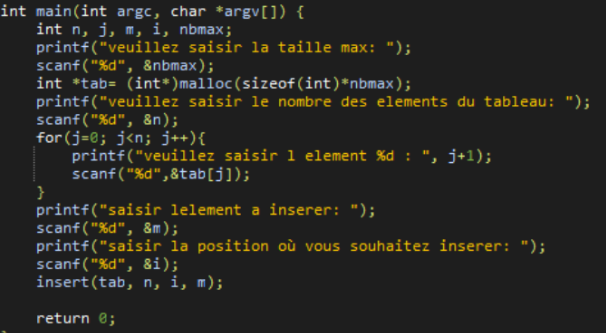 int main(int argc, char *argv[]) {
int n, j, m, i, nbmax;
printf("veuillez saisir la taille max: ");
scanf("%d", &nbmax);
int *tab= (int*)malloc(sizeof(int)*nbmax);
printf("veuillez saisir le nombre des elements du tableau: ");
scanf("%d", &n);
for(j=0; j<n; j++){
printf("veuillez saisir l element %d : ", j+1);
scanf("%d",&tab[j]);
}
printf("saisir lelement a inserer: ");
scanf("%d", &m);
printf("saisir la position où vous souhaitez inserer: ");
scanf("%d", &i);
insert(tab, n, i, m);
return 0;